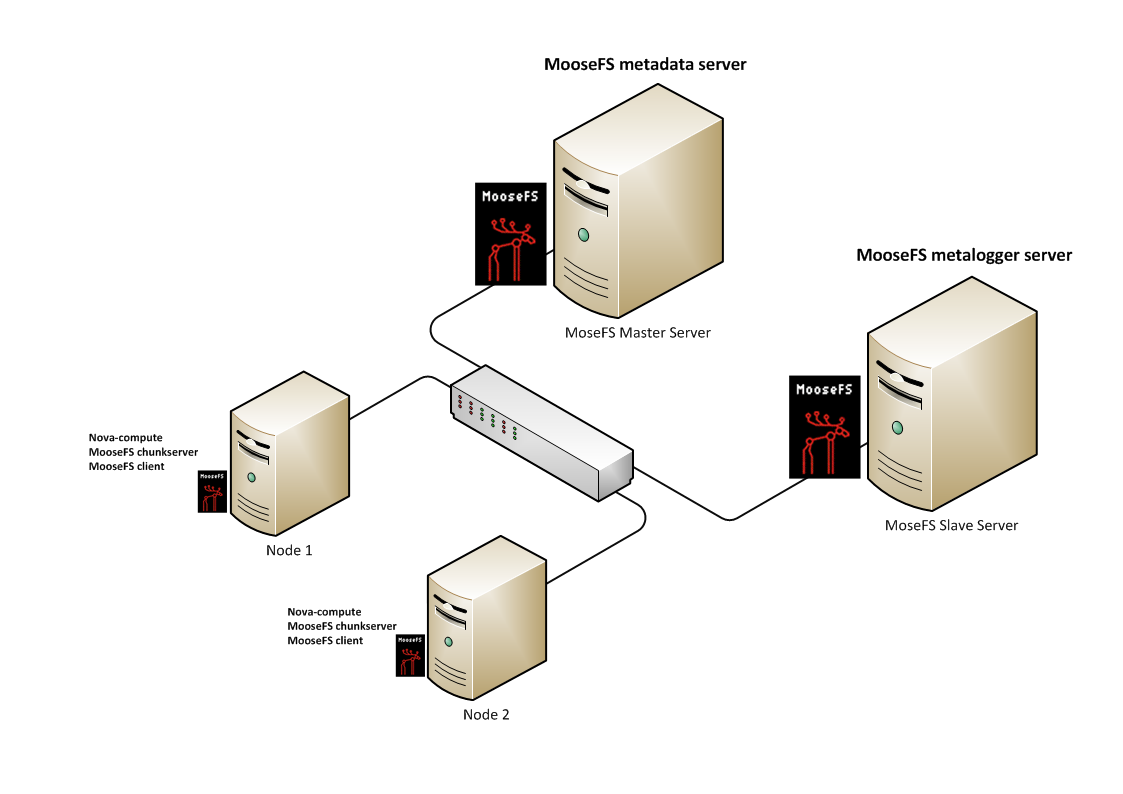 MooseFS metadata server
MooseFS
MoseFS Master Server
MooseFS metalogger server
MooseFS
MoseFS Slave Server
Nova-compute
MooseFS chunkserver
MooseFS client
MooseFS
Node 1
Nova-compute
MooseFS chunkserver
MooseFS client
MooseFS
Node 2